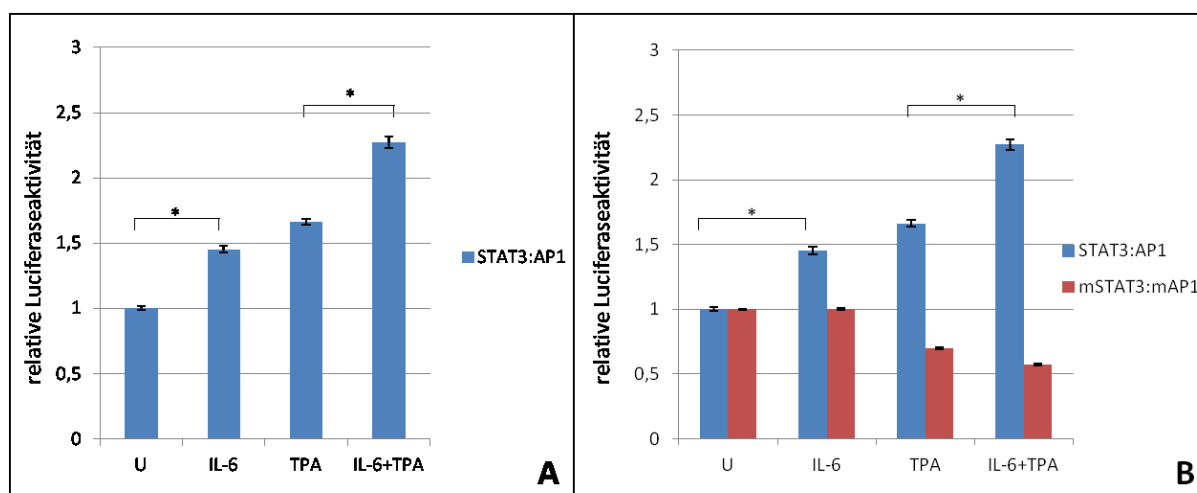 3
2,5
2
1,5
1
0,5
0
relative Luciferaseaktivität
*
*
U IL-6 TPA IL-6+TPA
STAT3:AP1
A
3
2,5
2
1,5
1
0,5
0
relative Luciferaseaktivität
*
*
U IL-6 TPA IL-6+TPA
STAT3:AP1
mSTAT3:mAP1
B